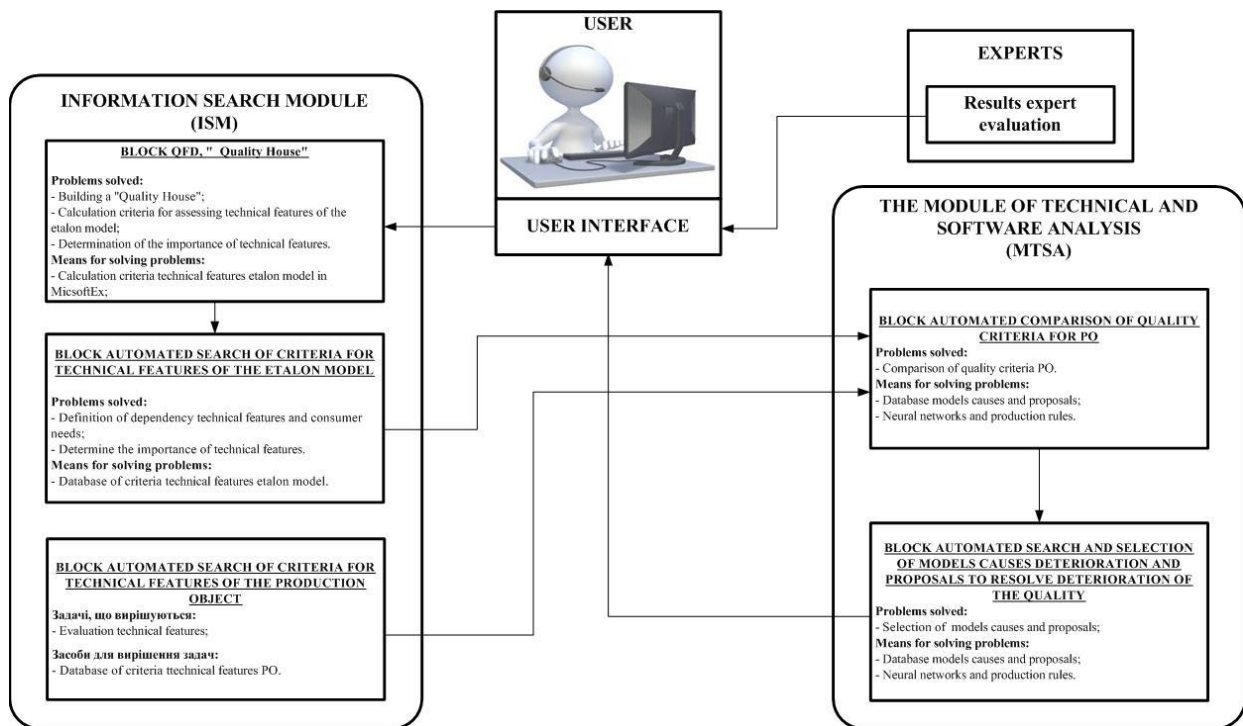 USER
USER INTERFACE
EXPERTS
Results expert
evaluation
INFORMATION SEARCH MODULE
(ISM)
BLOCK QFD, " Quality House"
Problems solved:
- Building a "Quality House";
- Calculation criteria for assessing technical features of the
etalon model;
- Determination of the importance of technical features.
Means for solving problems:
- Calculation criteria technical features etalon model in
MicsoftEx;
BLOCK AUTOMATED SEARCH OF CRITERIA FOR
TECHNICAL FEATURES OF THE ETALON MODEL
Problems solved:
- Definition of dependency technical features and consumer
needs;
- Determine the importance of technical features.
Means for solving problems:
- Database of criteria technical features etalon model.
BLOCK AUTOMATED SEARCH OF CRITERIA FOR
TECHNICAL FEATURES OF THE PRODUCTION
OBJECT
Задачі, що вирішуються:
- Evaluation technical features;
Засоби для вирішення задач:
- Database of criteria ttechnical features PO.
THE MODULE OF TECHNICAL AND
SOFTWARE ANALYSIS
(MTSA)
BLOCK AUTOMATED COMPARISON OF QUALITY
CRITERIA FOR PO
Problems solved:
- Comparison of quality criteria PO.
Means for solving problems:
- Database models causes and proposals;
- Neural networks and production rules.
BLOCK AUTOMATED SEARCH AND SELECTION
OF MODELS CAUSES DETERIORATION AND
PROPOSALS TO RESOLVE DETERIORATION OF
THE QUALITY
Problems solved:
- Selection of models causes and proposals;
Means for solving problems:
- Database models causes and proposals;
- Neural networks and production rules.